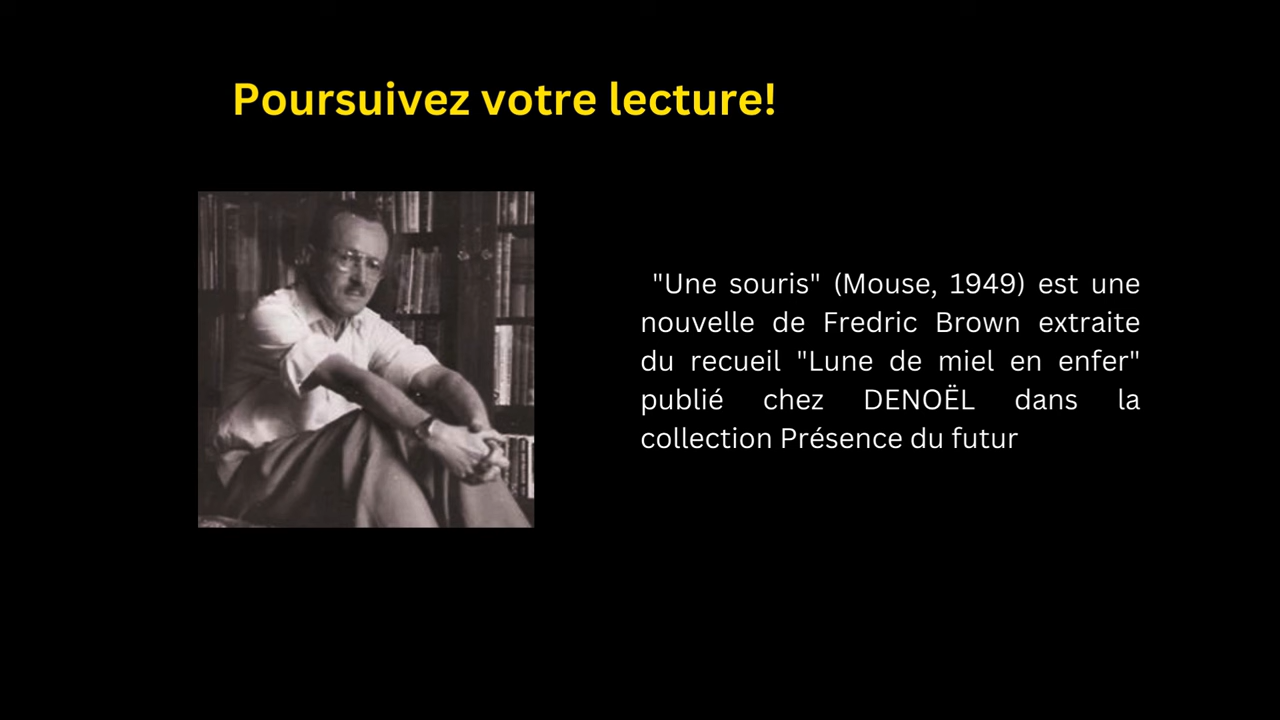 Poursuivez votre lecture!
"Une souris" (Mouse, 1949) est une
nouvelle de Fredric Brown extraite
du recueil "Lune de miel en enfer"
publié chez DENOËL dans la
collection Présence du futur